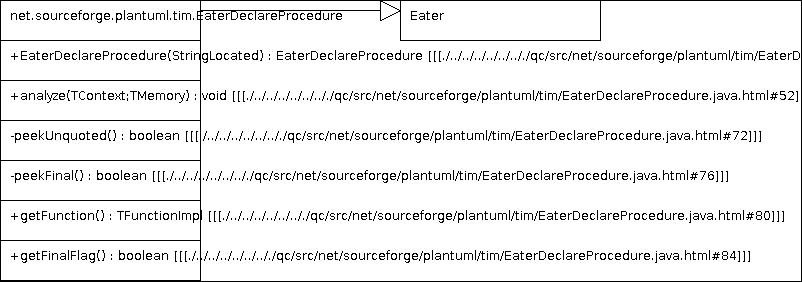 net.sourceforge.plantuml.tim.EaterDeclareProcedure
Eater
+EaterDeclareProcedure(StringLocated) : EaterDeclareProcedure [[[./../../../../../../../qc/src/net/sourceforge/plantuml/tim/EaterD
+analyze(TContext;TMemory) : void [[[./../../../../../../../qc/src/net/sourceforge/plantuml/tim/EaterDeclareProcedure.java.html#52]
-peekUnquoted() : boolean [[[./../../../../../../../qc/src/net/sourceforge/plantuml/tim/EaterDeclareProcedure.java.html#72]]]
-peekFinal() : boolean [[[./../../../../../../../qc/src/net/sourceforge/plantuml/tim/EaterDeclareProcedure.java.html#76]]]
+getFunction() : TFunctionImpl [[[./../../../../../../../qc/src/net/sourceforge/plantuml/tim/EaterDeclareProcedure.java.html#80]]]
+getFinalFlag() : boolean [[[./../../../../../../../qc/src/net/sourceforge/plantuml/tim/EaterDeclareProcedure.java.html#84]]]